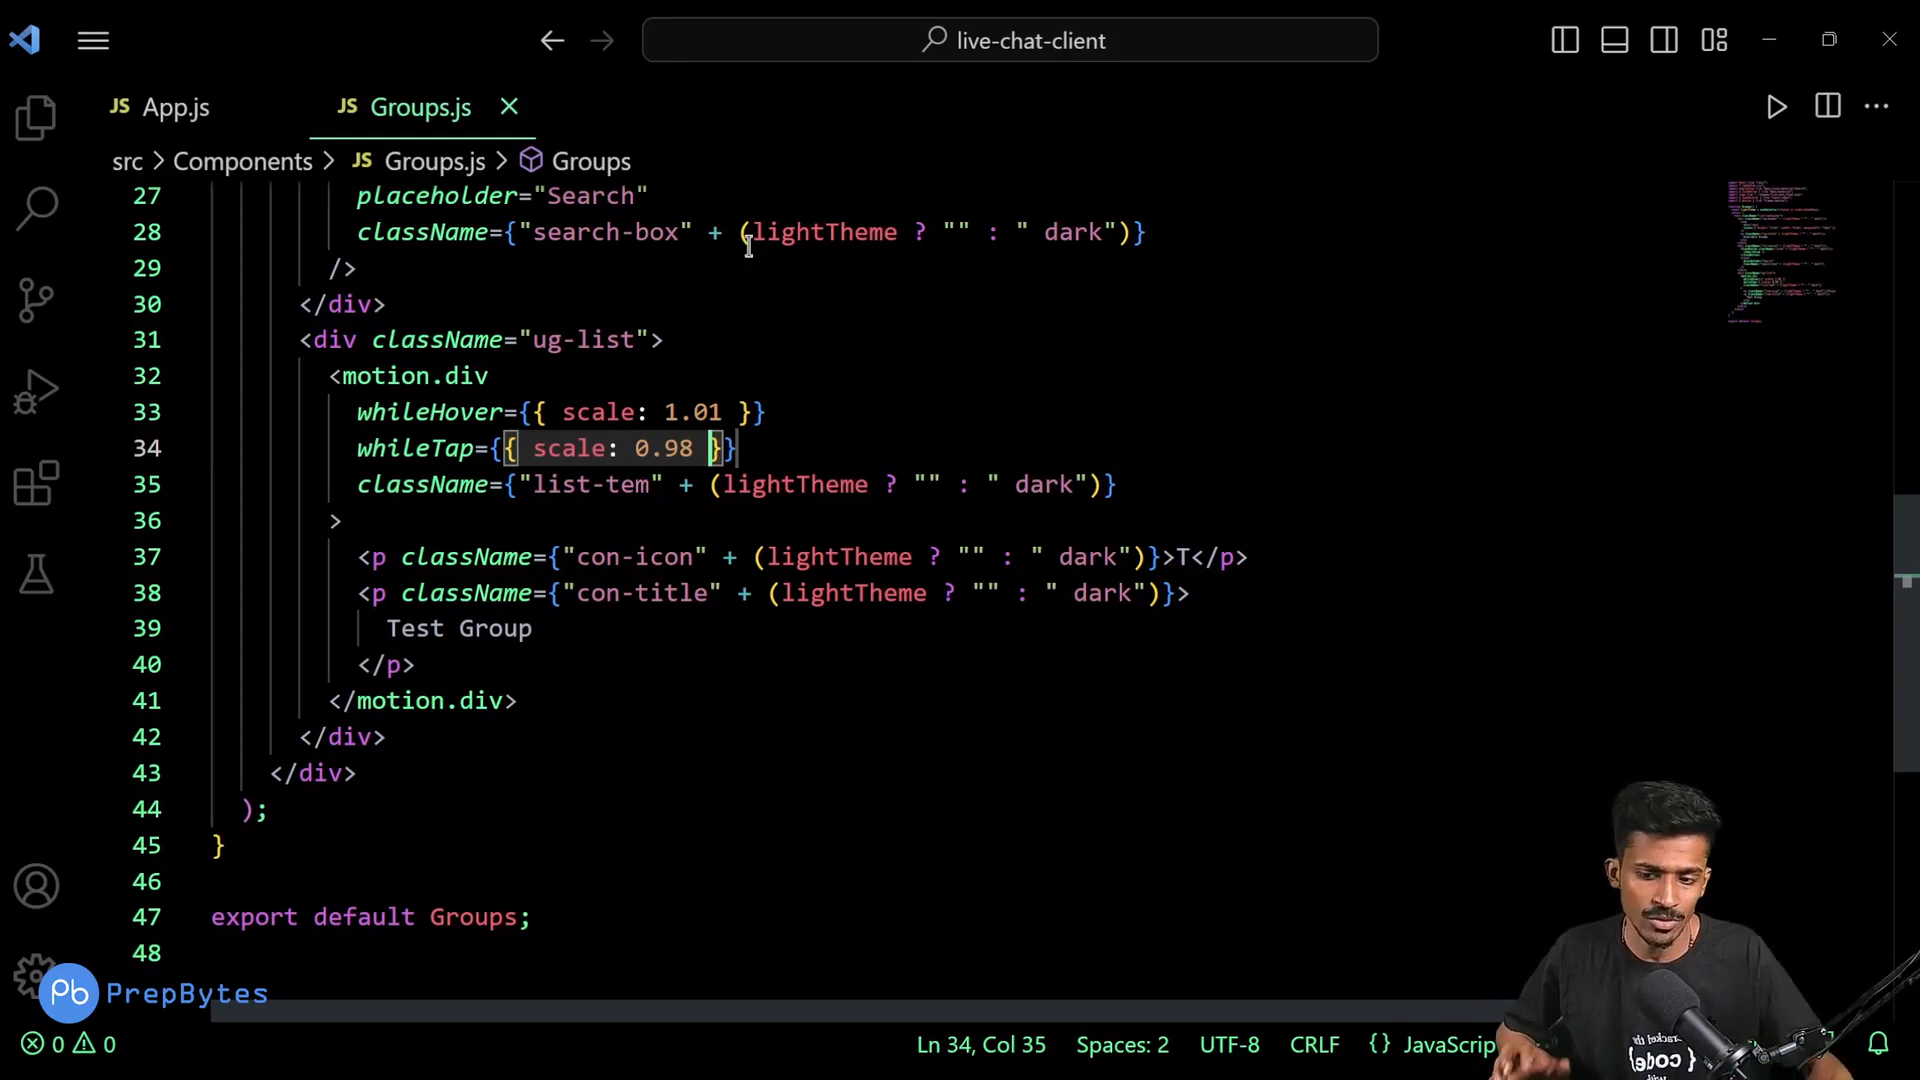 live-chat-client
JS App.js JS Groups.js
src > Components > JS Groups.js > Groups
27 placeholder="Search"
28 className={"search-box" + (lightTheme ? "" : " dark")}
29 />
30 </div>
31 <div className="ug-list">
32 <motion.div
33 whileHover={{ scale: 1.01 }}
34 whileTap={{ scale: 0.98 }}
35 className={"list-tem" + (lightTheme ? "" : " dark")}
36 >
37 <p className={"con-icon" + (lightTheme ? "" : " dark")}>T</p>
38 <p className={"con-title" + (lightTheme ? "" : " dark")}>
39 Test Group
40 </p>
41 </motion.div>
42 </div>
43 </div>
44 );
45 }
46
47 export default Groups;
48
Pb PrepBytes
0 0 Ln 34, Col 35 Spaces: 2 UTF-8 CRLF {} JavaScrip
{code}